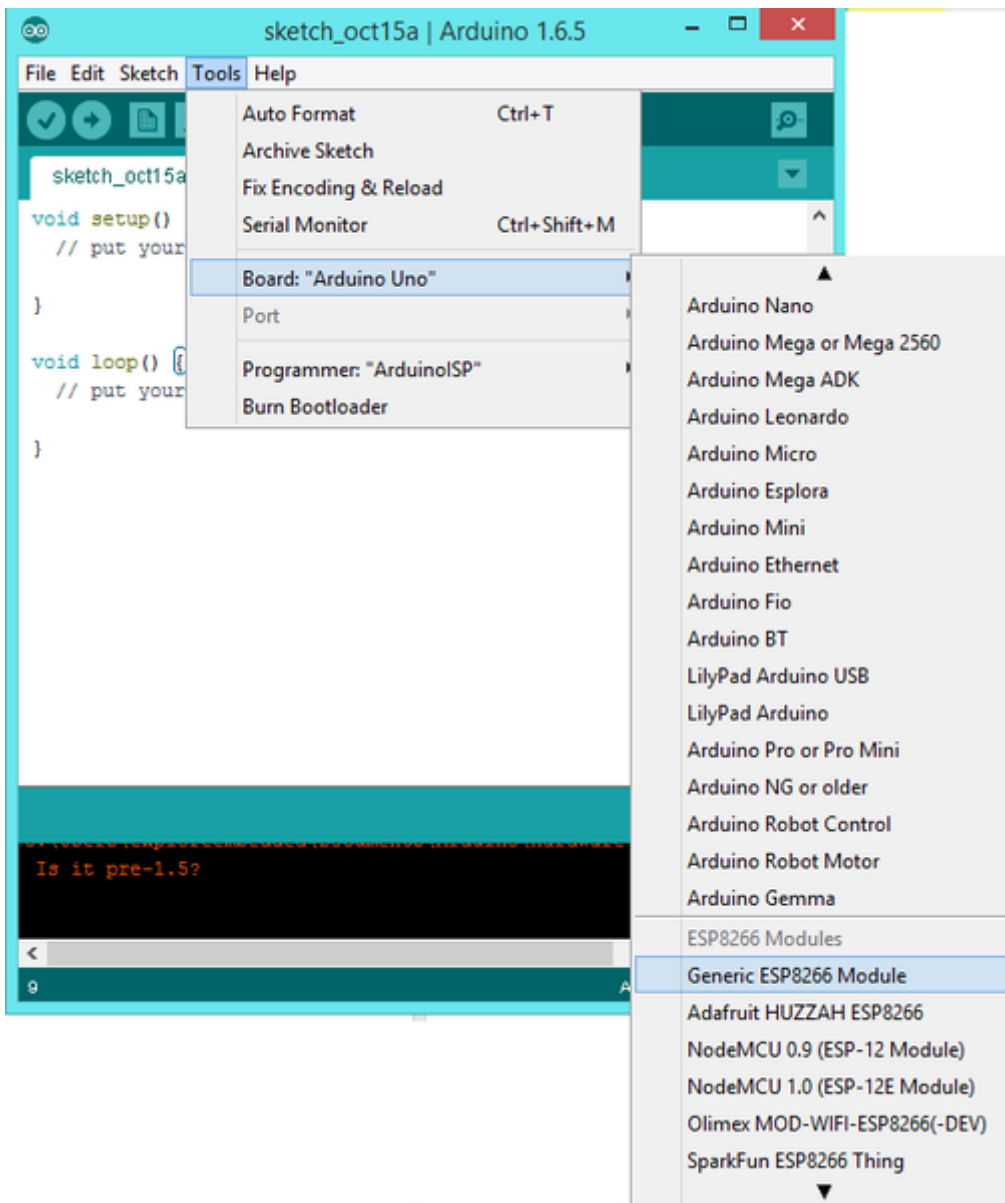 sketch_oct15a | Arduino 1.6.5
File Edit Sketch Tools Help
sketch_oct15a
void setup()
// put your
}
void loop() {
// put your
}
Auto Format Ctrl+T
Archive Sketch
Fix Encoding & Reload
Serial Monitor Ctrl+Shift+M
Board: "Arduino Uno"
Port
Programmer: "ArduinoISP"
Burn Bootloader
Arduino Nano
Arduino Mega or Mega 2560
Arduino Mega ADK
Arduino Leonardo
Arduino Micro
Arduino Esplora
Arduino Mini
Arduino Ethernet
Arduino Fio
Arduino BT
LilyPad Arduino USB
LilyPad Arduino
Arduino Pro or Pro Mini
Arduino NG or older
Arduino Robot Control
Arduino Robot Motor
Arduino Gemma
ESP8266 Modules
Generic ESP8266 Module
Adafruit HUZZAH ESP8266
NodeMCU 0.9 (ESP-12 Module)
NodeMCU 1.0 (ESP-12E Module)
Olimex MOD-WIFI-ESP8266(-DEV)
SparkFun ESP8266 Thing
Is it pre-1.5?
9 A